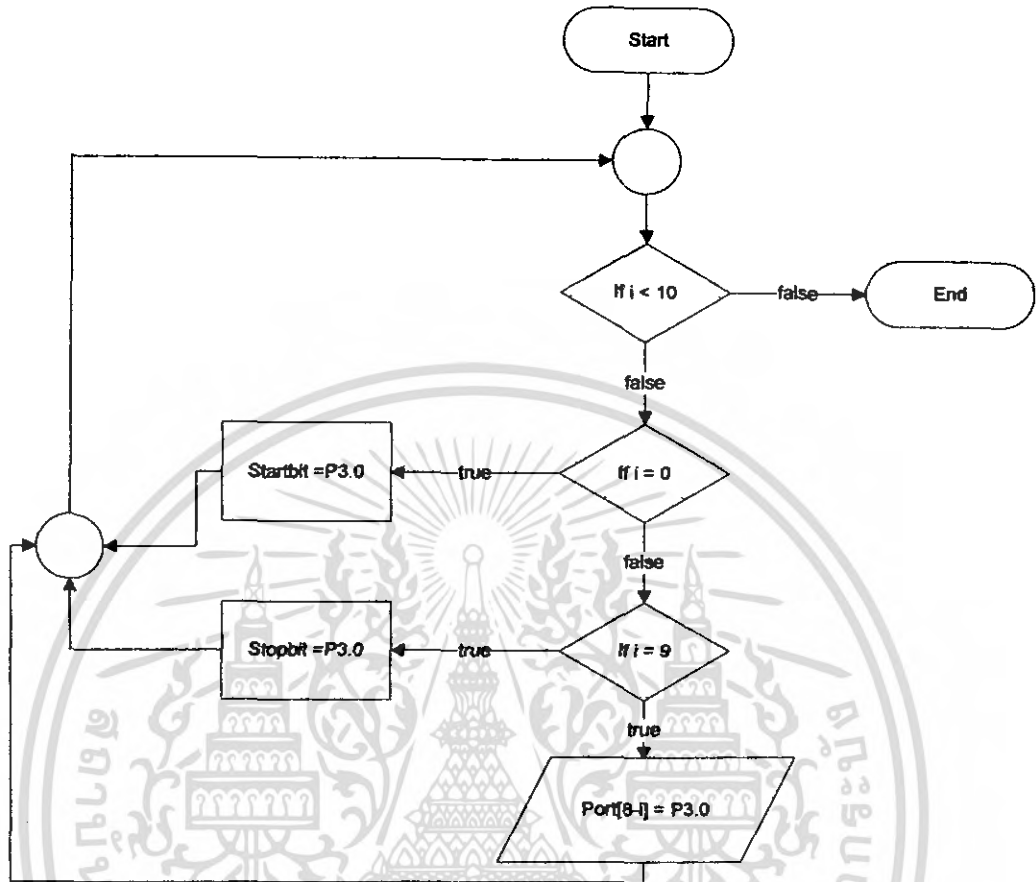 Start
If i < 10
false
End
false
Startbit =P3.0
true
If i = 0
false
Stopbit =P3.0
true
If i = 9
true
Port[8-i] = P3.0